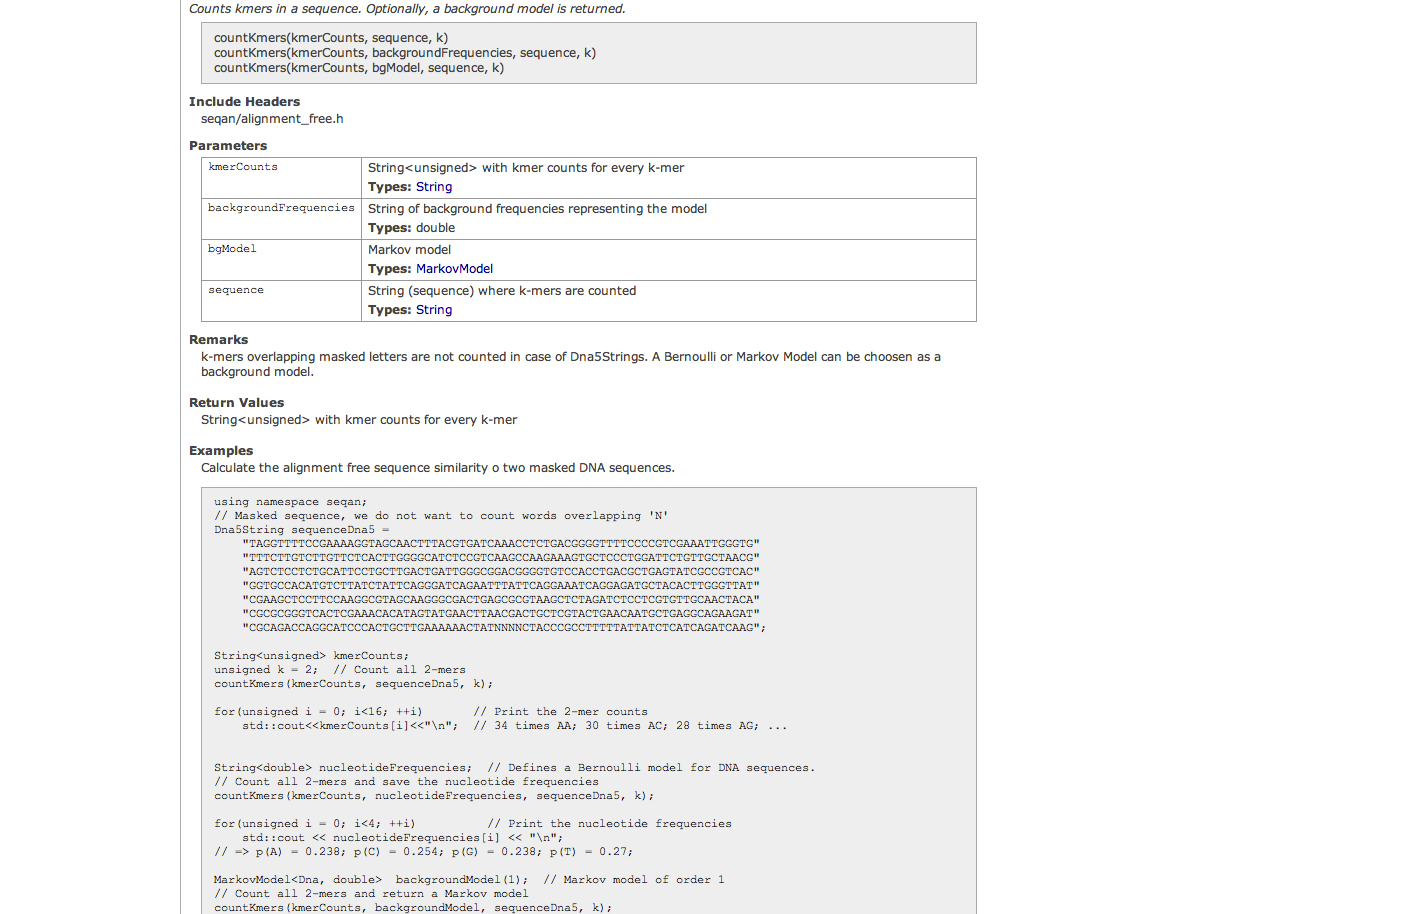 Counts kmers in a sequence. Optionally, a background model is returned.
countKmers(kmerCounts, sequence, k)
countKmers(kmerCounts, backgroundFrequencies, sequence, k)
countKmers(kmerCounts, bgModel, sequence, k)
Include Headers
seqan/alignment_free.h
Parameters
kmerCounts String<unsigned> with kmer counts for every k-mer
Types: String
backgroundFrequencies String of background frequencies representing the model
Types: double
bgModel Markov model
Types: MarkovModel
sequence String (sequence) where k-mers are counted
Types: String
Remarks
k-mers overlapping masked letters are not counted in case of Dna5Strings. A Bernoulli or Markov Model can be choosen as a
background model.
Return Values
String<unsigned> with kmer counts for every k-mer
Examples
Calculate the alignment free sequence similarity o two masked DNA sequences.
using namespace seqan;
// Masked sequence, we do not want to count words overlapping 'N'
Dna5String sequenceDna5 =
"TAGGTTTTCCGAAAAGGTAGCAACTTTACGTGATCAAACCTCTGACGGGGTTTTCCCCGTCGAAATTGGGTG"
"TTTCTTGTCTTGTTCTCACTTGGGGCATCTCCGTCAAGCCAAGAAAGTGCTCCCTGGATTCTGTTGCTAACG"
"AGTCTCCTCTGCATTCCTGCTTGACTGATTGGGCGGACGGGGTGTCCACCTGACGCTGAGTATCGCCGTCAC"
"GGTGCCACATGTCTTATCTATTCAGGGATCAGAATTTATTCAGGAAATCAGGAGATGCTACACTTGGGTTAT"
"CGAAGCTCCTTCCAAGGCGTAGCAAGGGCGACTGAGCGCGTAAGCTCTAGATCTCCTCGTGTTGCAACTACA"
"CGCGCGGGTCACTCGAAACACATAGTATGAACTTAACGACTGCTCGTACTGAACAATGCTGAGGCAGAAGAT"
"CGCAGACCAGGCATCCCACTGCTTGAAAAAACTATNNNNCTACCCGCCTTTTTATTATCTCATCAGATCAAG";
String<unsigned> kmerCounts;
unsigned k = 2;  // Count all 2-mers
countKmers(kmerCounts, sequenceDna5, k);
for(unsigned i = 0; i<16; ++i)       // Print the 2-mer counts
std::cout<<kmerCounts[i]<<"\n";  // 34 times AA; 30 times AC; 28 times AG; ...
String<double> nucleotideFrequencies;  // Defines a Bernoulli model for DNA sequences.
// Count all 2-mers and save the nucleotide frequencies
countKmers(kmerCounts, nucleotideFrequencies, sequenceDna5, k);
for(unsigned i = 0; i<4; ++i)          // Print the nucleotide frequencies
std::cout << nucleotideFrequencies[i] << "\n";
// => p(A) = 0.238; p(C) = 0.254; p(G) = 0.238; p(T) = 0.27;
MarkovModel<Dna, double>  backgroundModel(1);  // Markov model of order 1
// Count all 2-mers and return a Markov model
countKmers(kmerCounts, backgroundModel, sequenceDna5, k);